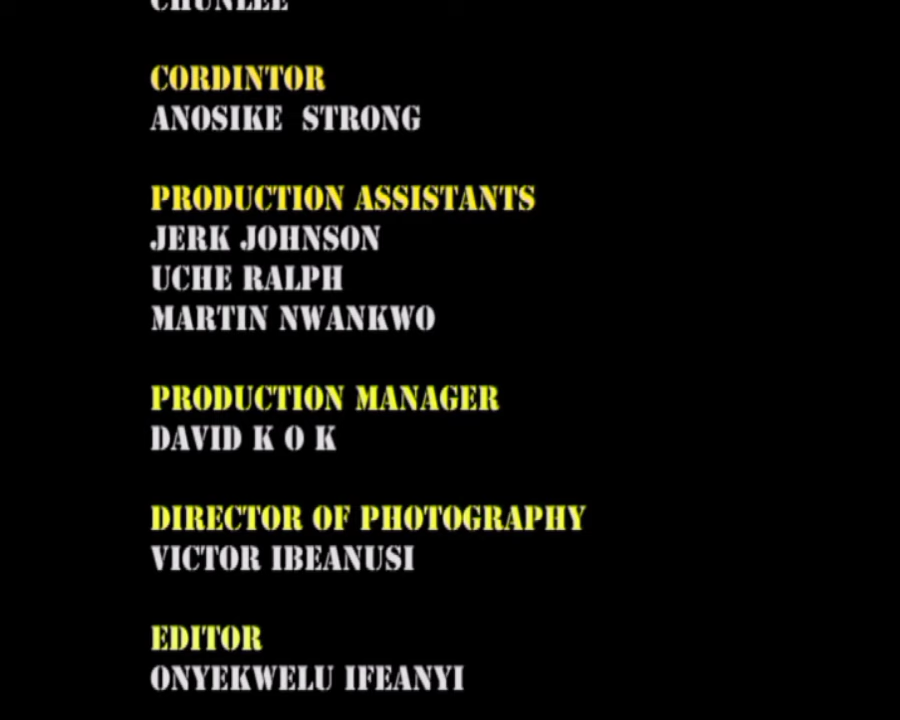 CHUNLEE
CORDINTOR
ANOSIKE STRONG
PRODUCTION ASSISTANTS
JERK JOHNSON
UCHE RALPH
MARTIN NWANKWO
PRODUCTION MANAGER
DAVID K O K
DIRECTOR OF PHOTOGRAPHY
VICTOR IBEANUSI
EDITOR
ONYEKWELU IFEANYI